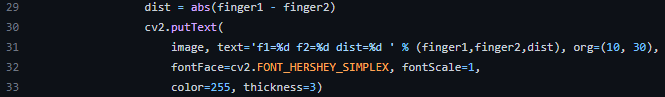 29 dist = abs(finger1 - finger2)
30 cv2.putText(
31 image, text='f1=%d f2=%d dist=%d ' % (finger1,finger2,dist), org=(10, 30),
32 fontFace=cv2.FONT_HERSHEY_SIMPLEX, fontScale=1,
33 color=255, thickness=3)